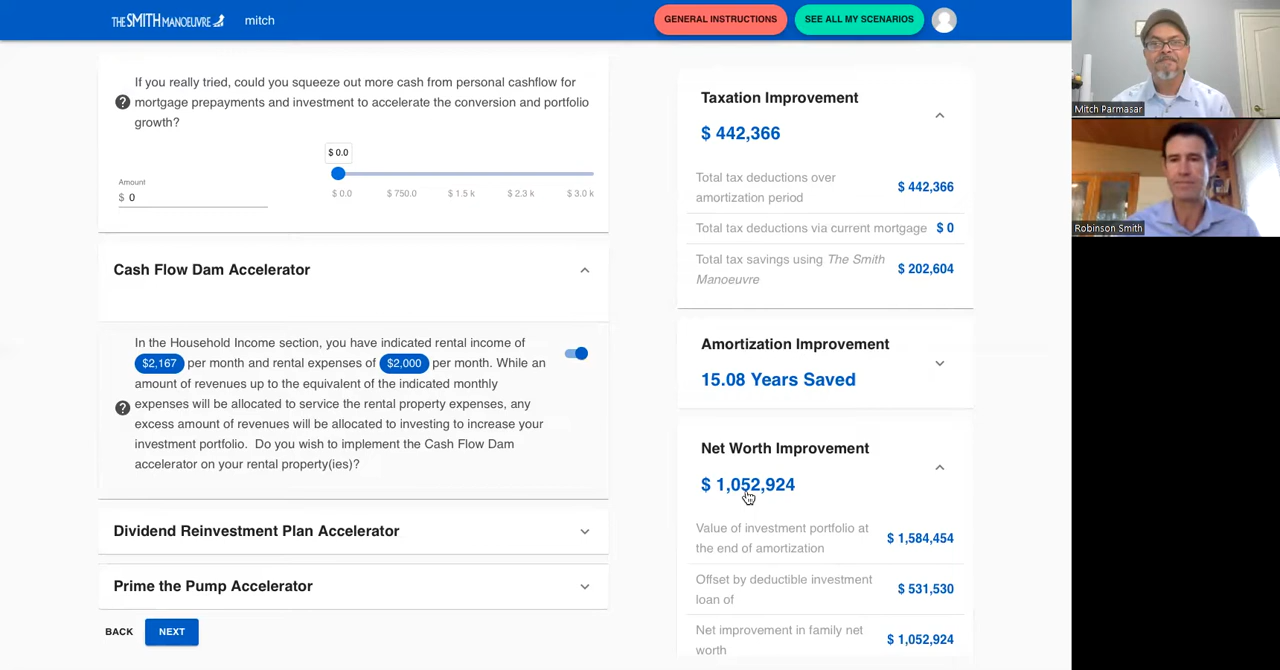 THE SMITH MANOEUVRE
mitch
GENERAL INSTRUCTIONS
SEE ALL MY SCENARIOS
If you really tried, could you squeeze out more cash from personal cashflow for
? mortgage prepayments and investment to accelerate the conversion and portfolio
growth?
$ 0.0
Amount
$ 0
$ 0.0
$ 750.0
$ 1.5 k
$ 2.3 k
$ 3.0 k
Cash Flow Dam Accelerator
In the Household Income section, you have indicated rental income of
$2,167 per month and rental expenses of $2,000 per month. While an
amount of revenues up to the equivalent of the indicated monthly
? expenses will be allocated to service the rental property expenses, any
excess amount of revenues will be allocated to investing to increase your
investment portfolio. Do you wish to implement the Cash Flow Dam
accelerator on your rental property(ies)?
Dividend Reinvestment Plan Accelerator
Prime the Pump Accelerator
BACK
NEXT
Taxation Improvement
$ 442,366
Total tax deductions over
amortization period
$ 442,366
Total tax deductions via current mortgage $ 0
Total tax savings using The Smith
Manoeuvre
$ 202,604
Amortization Improvement
15.08 Years Saved
Net Worth Improvement
$ 1,052,924
Value of investment portfolio at
the end of amortization
$ 1,584,454
Offset by deductible investment
loan of
$ 531,530
Net improvement in family net
worth
$ 1,052,924
Mitch Parmasar
Robinson Smith